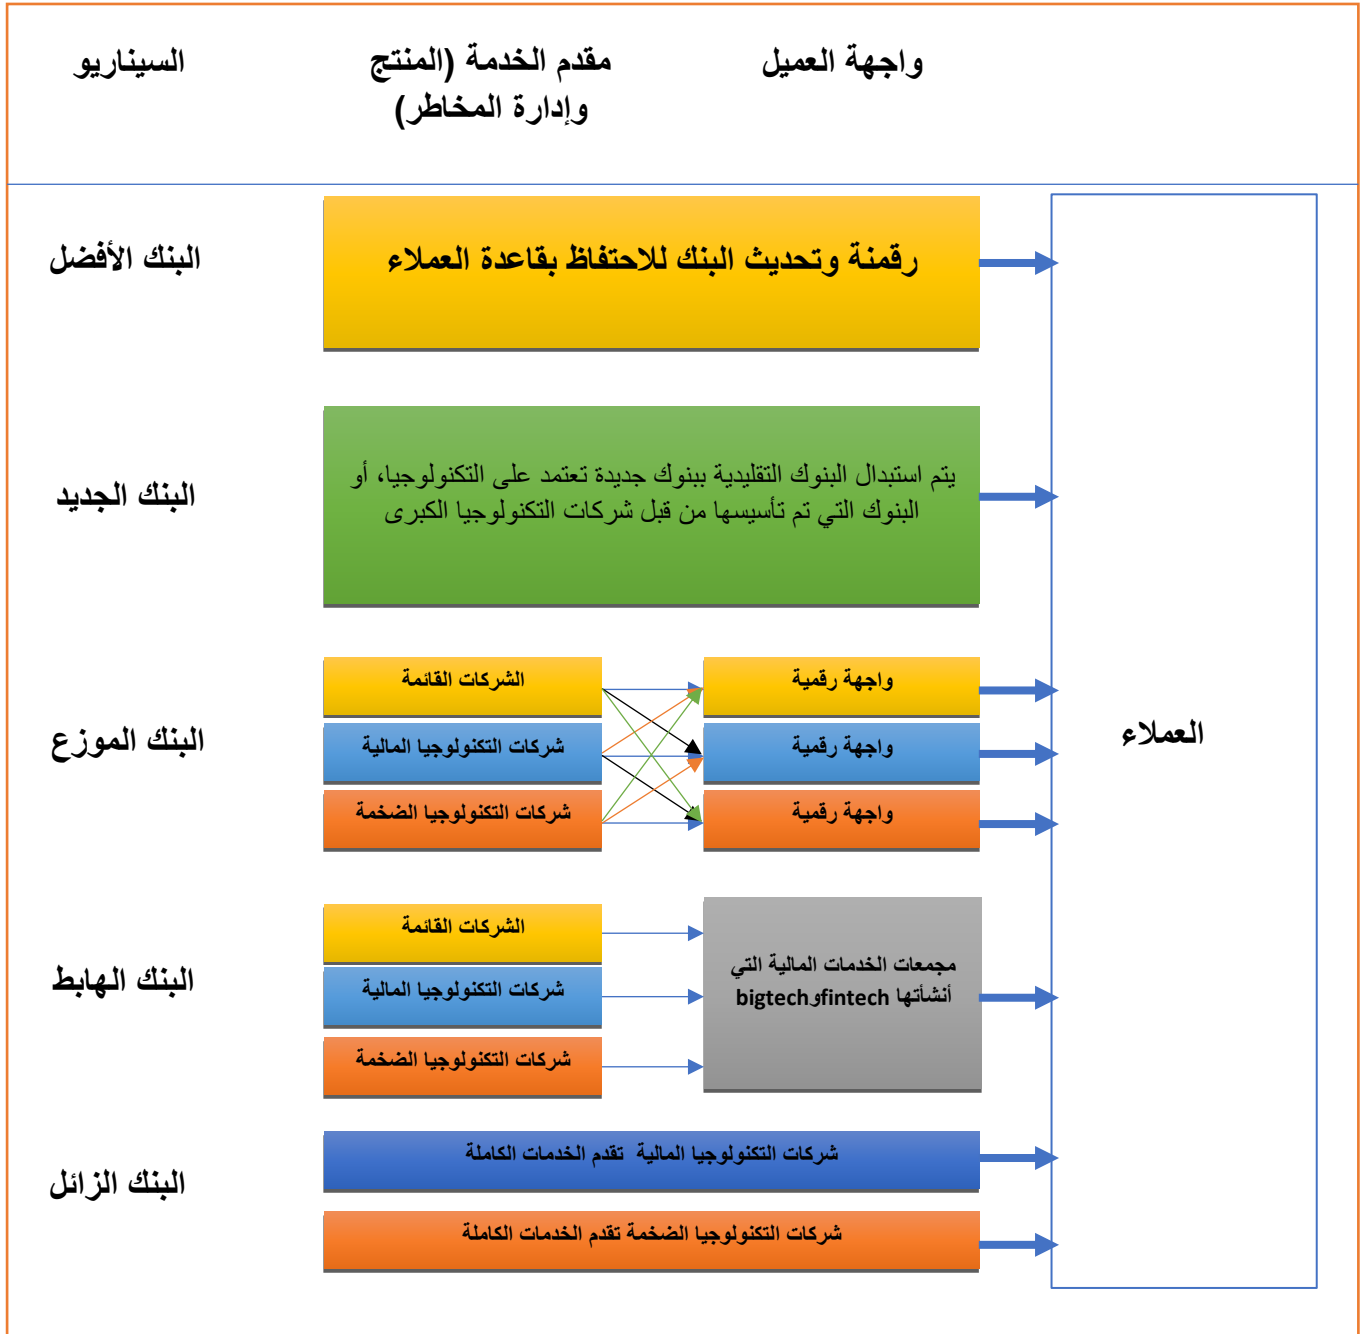 السيناريو
مقدم الخدمة (المنتج
وإدارة المخاطر)
واجهة العميل
البنك الأفضل
رقمنة وتحديث البنك للاحتفاظ بقاعدة العملاء
البنك الجديد
يتم استبدال البنوك التقليدية ببنوك جديدة تعتمد على التكنولوجيا، أو
البنوك التي تم تأسيسها من قبل شركات التكنولوجيا الكبرى
البنك الموزع
الشركات القائمة
واجهة رقمية
شركات التكنولوجيا المالية
واجهة رقمية
شركات التكنولوجيا الضخمة
واجهة رقمية
العملاء
البنك الهابط
الشركات القائمة
شركات التكنولوجيا المالية
شركات التكنولوجيا الضخمة
مجمعات الخدمات المالية التي
أنشأتها fintechوbigtech
البنك الزائل
شركات التكنولوجيا المالية تقدم الخدمات الكاملة
شركات التكنولوجيا الضخمة تقدم الخدمات الكاملة